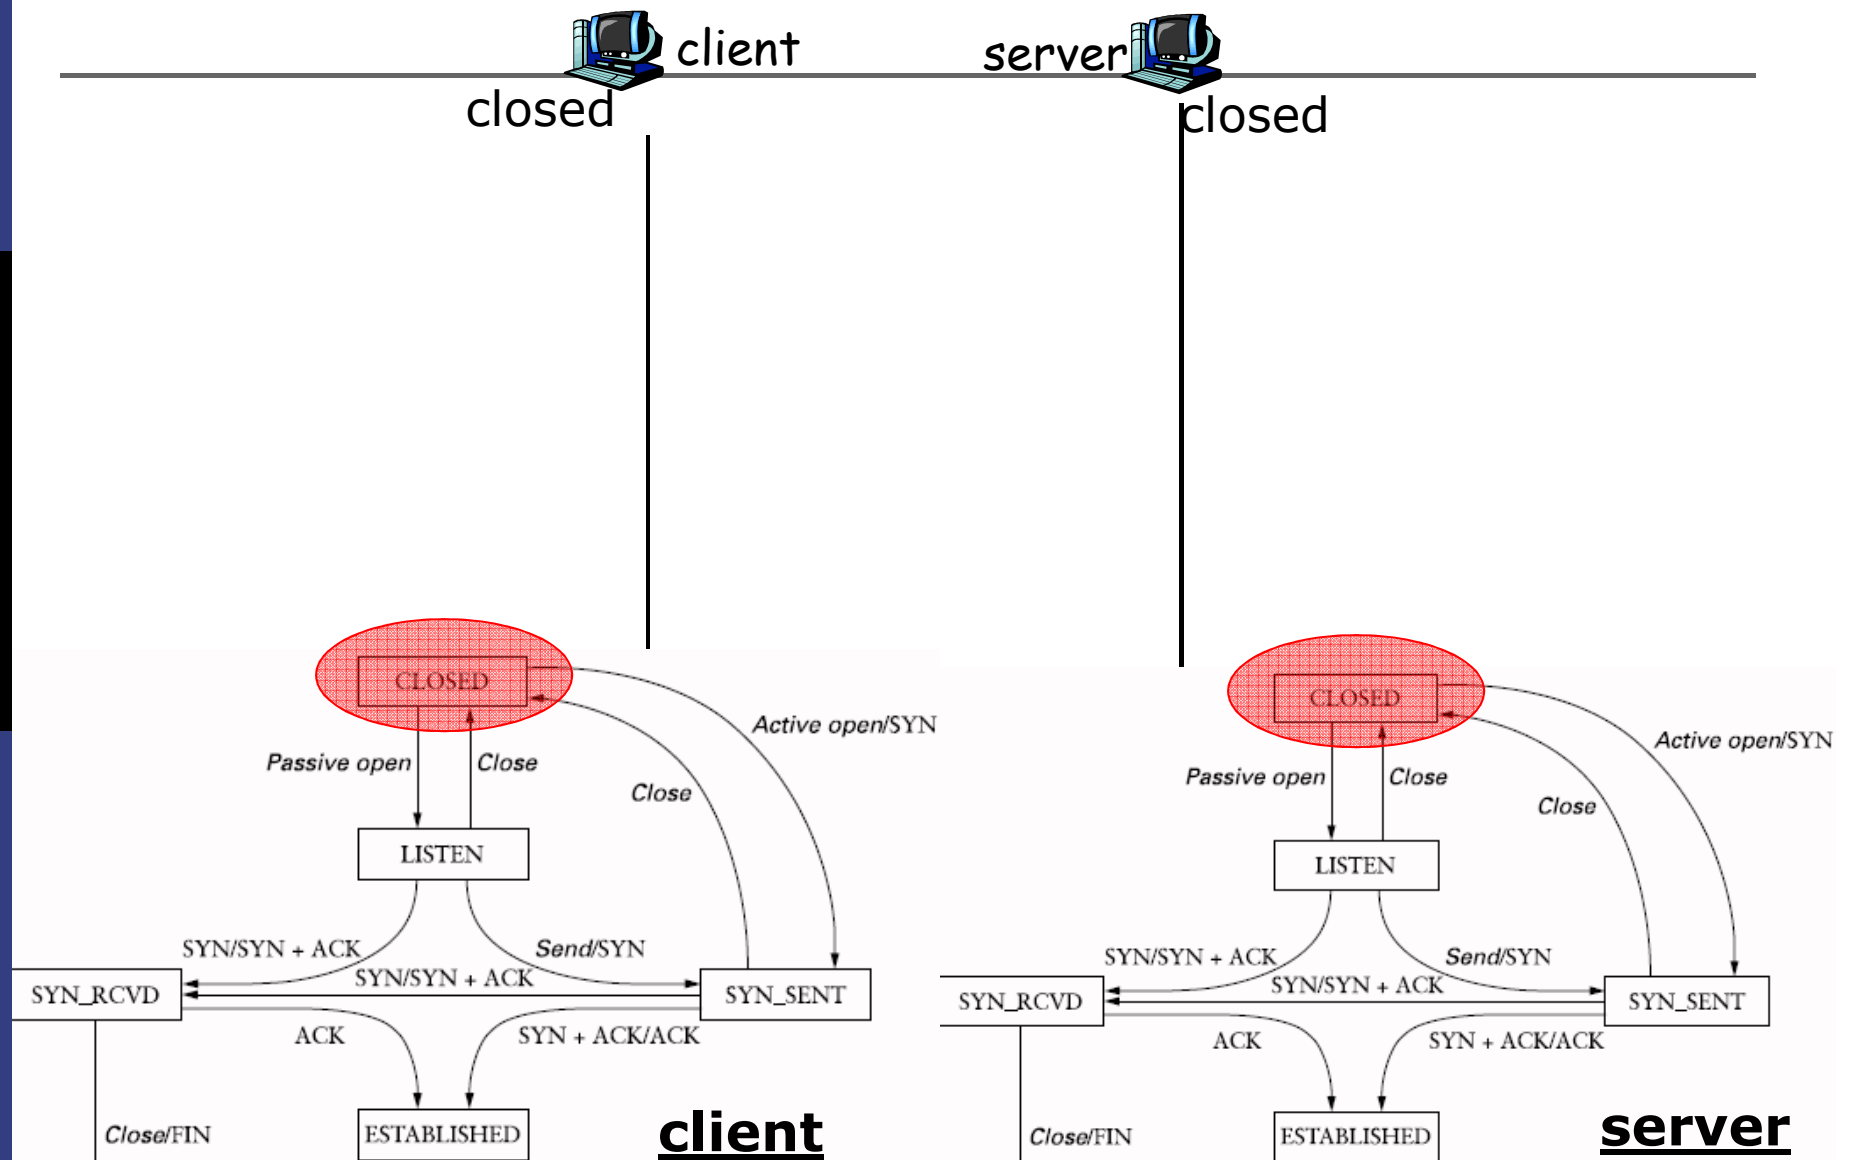 client
server
closed
closed
CLOSED
Active open/SYN
Passive open
Close
Close
LISTEN
SYN/SYN + ACK
Send/SYN
SYN/SYN + ACK
SYN_RCVD
SYN_SENT
ACK
SYN + ACK/ACK
Close/FIN
ESTABLISHED
client
CLOSED
Active open/SYN
Passive open
Close
Close
LISTEN
SYN/SYN + ACK
Send/SYN
SYN/SYN + ACK
SYN_RCVD
SYN_SENT
ACK
SYN + ACK/ACK
Close/FIN
ESTABLISHED
server